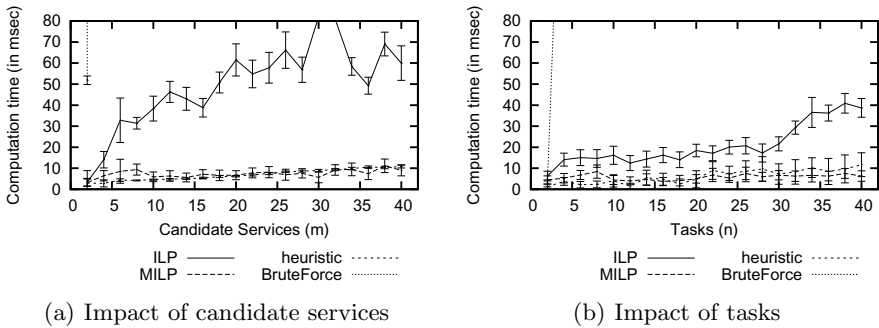 Computation time (in msec)
80
70
60
50
40
30
20
10
0
0 5 10 15 20 25 30 35 40
Candidate Services (m)
ILP
MILP
heuristic
BruteForce
(a) Impact of candidate services
Computation time (in msec)
80
70
60
50
40
30
20
10
0
0 5 10 15 20 25 30 35 40
Tasks (n)
ILP
MILP
heuristic
BruteForce
(b) Impact of tasks